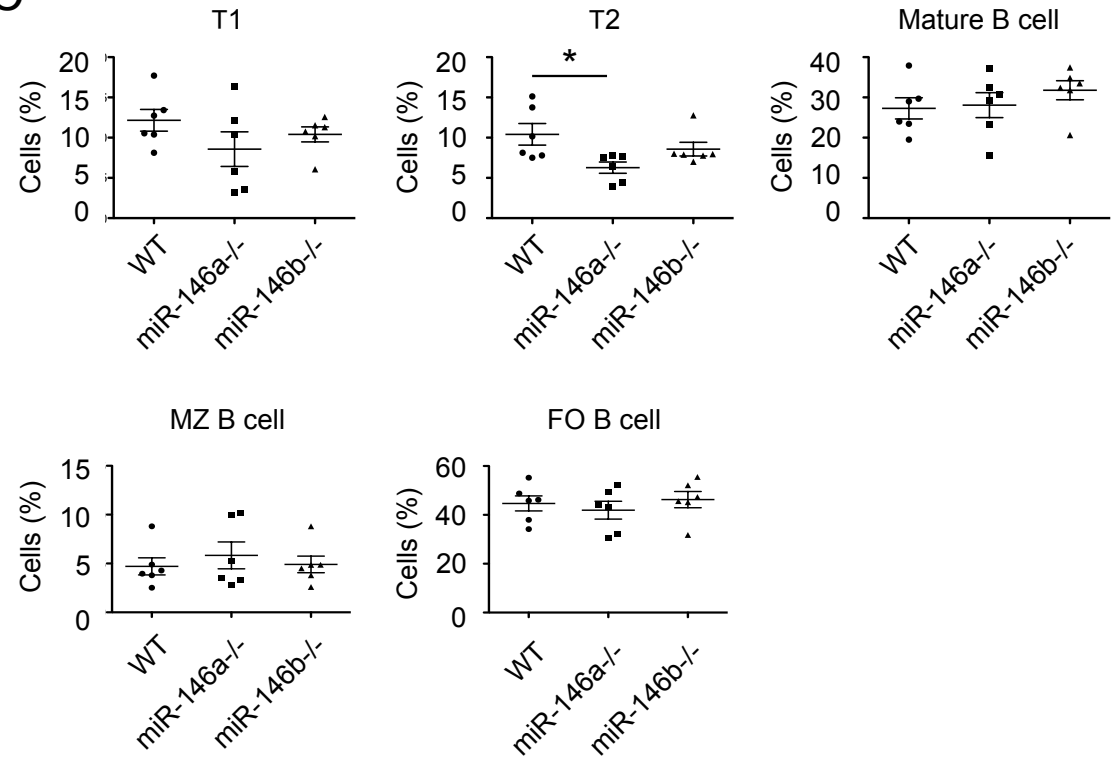 T1
20
15
10
5
0
Cells (%)
WT
miR-146a-/-
miR-146b-/-
T2
*
20
15
10
5
0
Cells (%)
WT
miR-146a-/-
miR-146b-/-
Mature B cell
40
30
20
10
0
Cells (%)
WT
miR-146a-/-
miR-146b-/-
MZ B cell
15
10
5
0
Cells (%)
WT
miR-146a-/-
miR-146b-/-
FO B cell
60
40
20
0
Cells (%)
WT
miR-146a-/-
miR-146b-/-